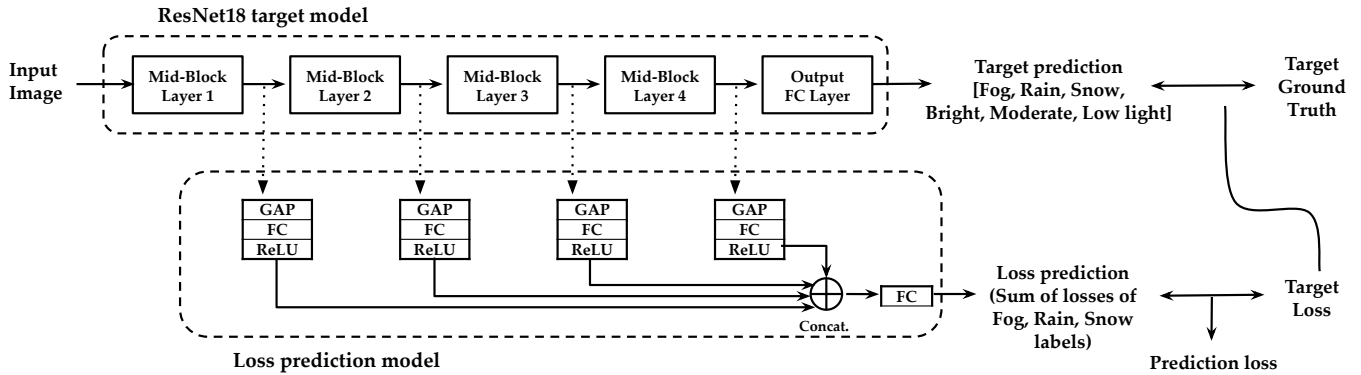 ResNet18 target model
Input
Image
Mid-Block
Layer 1
Mid-Block
Layer 2
Mid-Block
Layer 3
Mid-Block
Layer 4
Output
FC Layer
Target prediction
[Fog, Rain, Snow,
Bright, Moderate, Low light]
Target
Ground
Truth
GAP
FC
ReLU
GAP
FC
ReLU
GAP
FC
ReLU
GAP
FC
ReLU
Concat.
FC
Loss prediction
(Sum of losses of
Fog, Rain, Snow
labels)
Target
Loss
Prediction loss
Loss prediction model